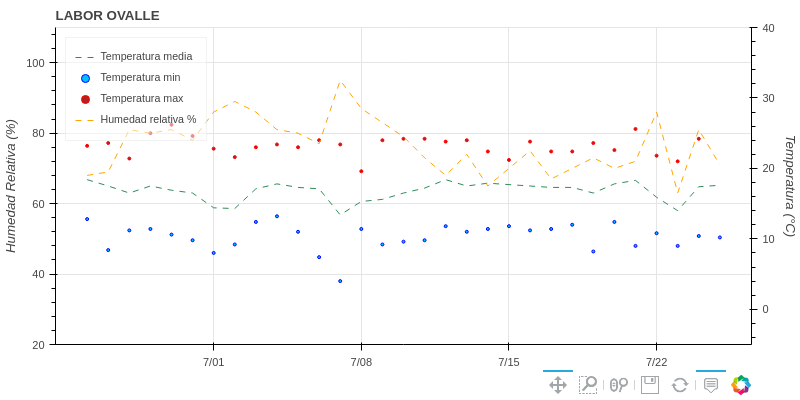 LABOR OVALLE
Temperatura media
Temperatura min
Temperatura max
Humedad relativa %
Humedad Relativa (%)
100
80
60
40
20
40
30
20
10
0
Temperatura (°C)
7/01
7/08
7/15
7/22